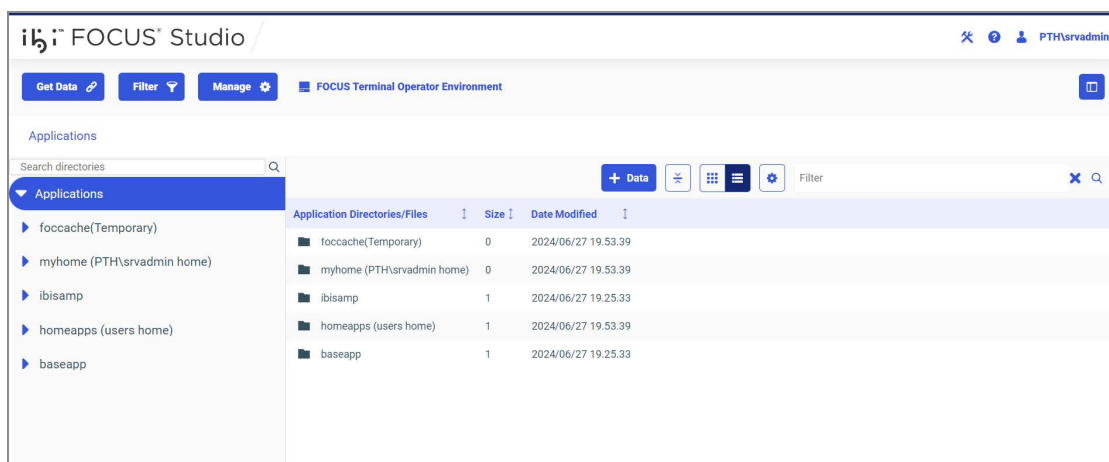 ibi™ FOCUS® Studio
PTH\srvadmin
Get Data
Filter
Manage
FOCUS Terminal Operator Environment
Applications
Search directories
+ Data
Filter
Applications
Application Directories/Files Size Date Modified
foccache(Temporary)
foccache(Temporary) 0 2024/06/27 19.53.39
myhome (PTH\srvadmin home)
myhome (PTH\srvadmin home) 0 2024/06/27 19.53.39
ibisamp
ibisamp 1 2024/06/27 19.25.33
homeapps (users home)
homeapps (users home) 1 2024/06/27 19.53.39
baseapp
baseapp 1 2024/06/27 19.25.33